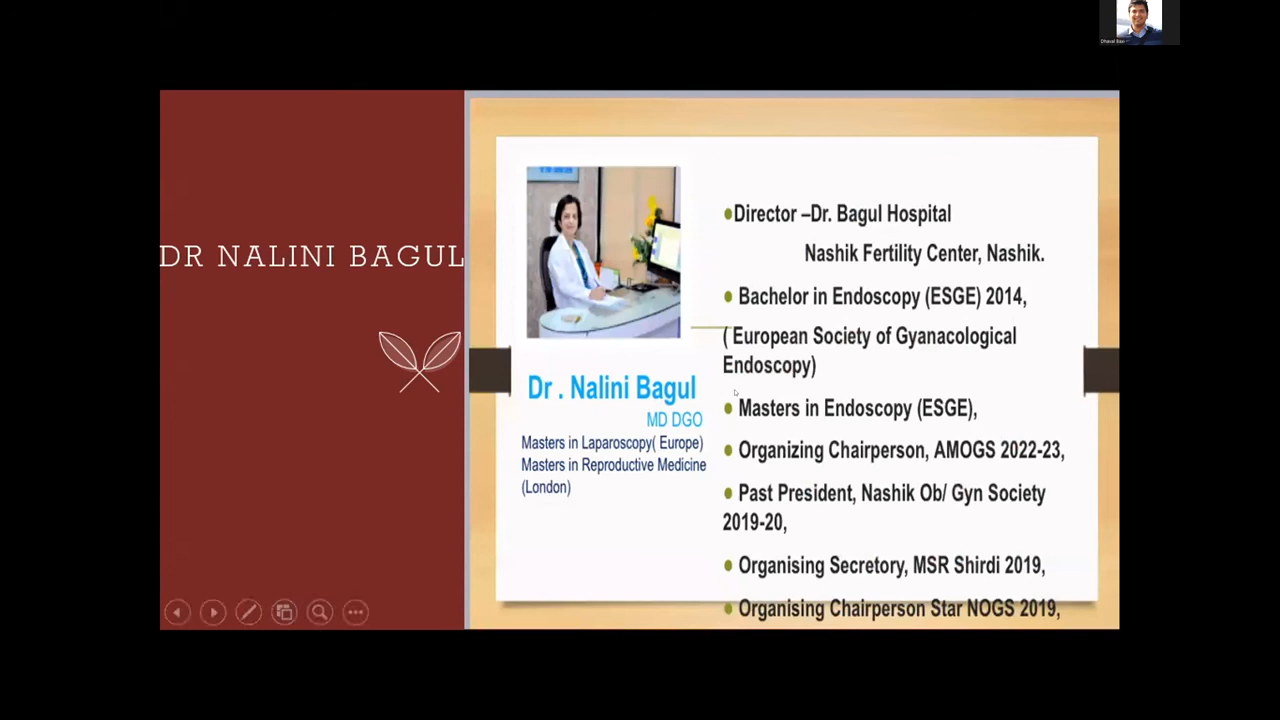 DR NALINI BAGUL
Dr . Nalini Bagul
MD DGO
Masters in Laparoscopy( Europe)
Masters in Reproductive Medicine
(London)
●Director –Dr. Bagul Hospital
Nashik Fertility Center, Nashik.
● Bachelor in Endoscopy (ESGE) 2014,
( European Society of Gyanacological
Endoscopy)
● Masters in Endoscopy (ESGE),
● Organizing Chairperson, AMOGS 2022-23,
● Past President, Nashik Ob/ Gyn Society
2019-20,
● Organising Secretory, MSR Shirdi 2019,
● Organising Chairperson Star NOGS 2019,